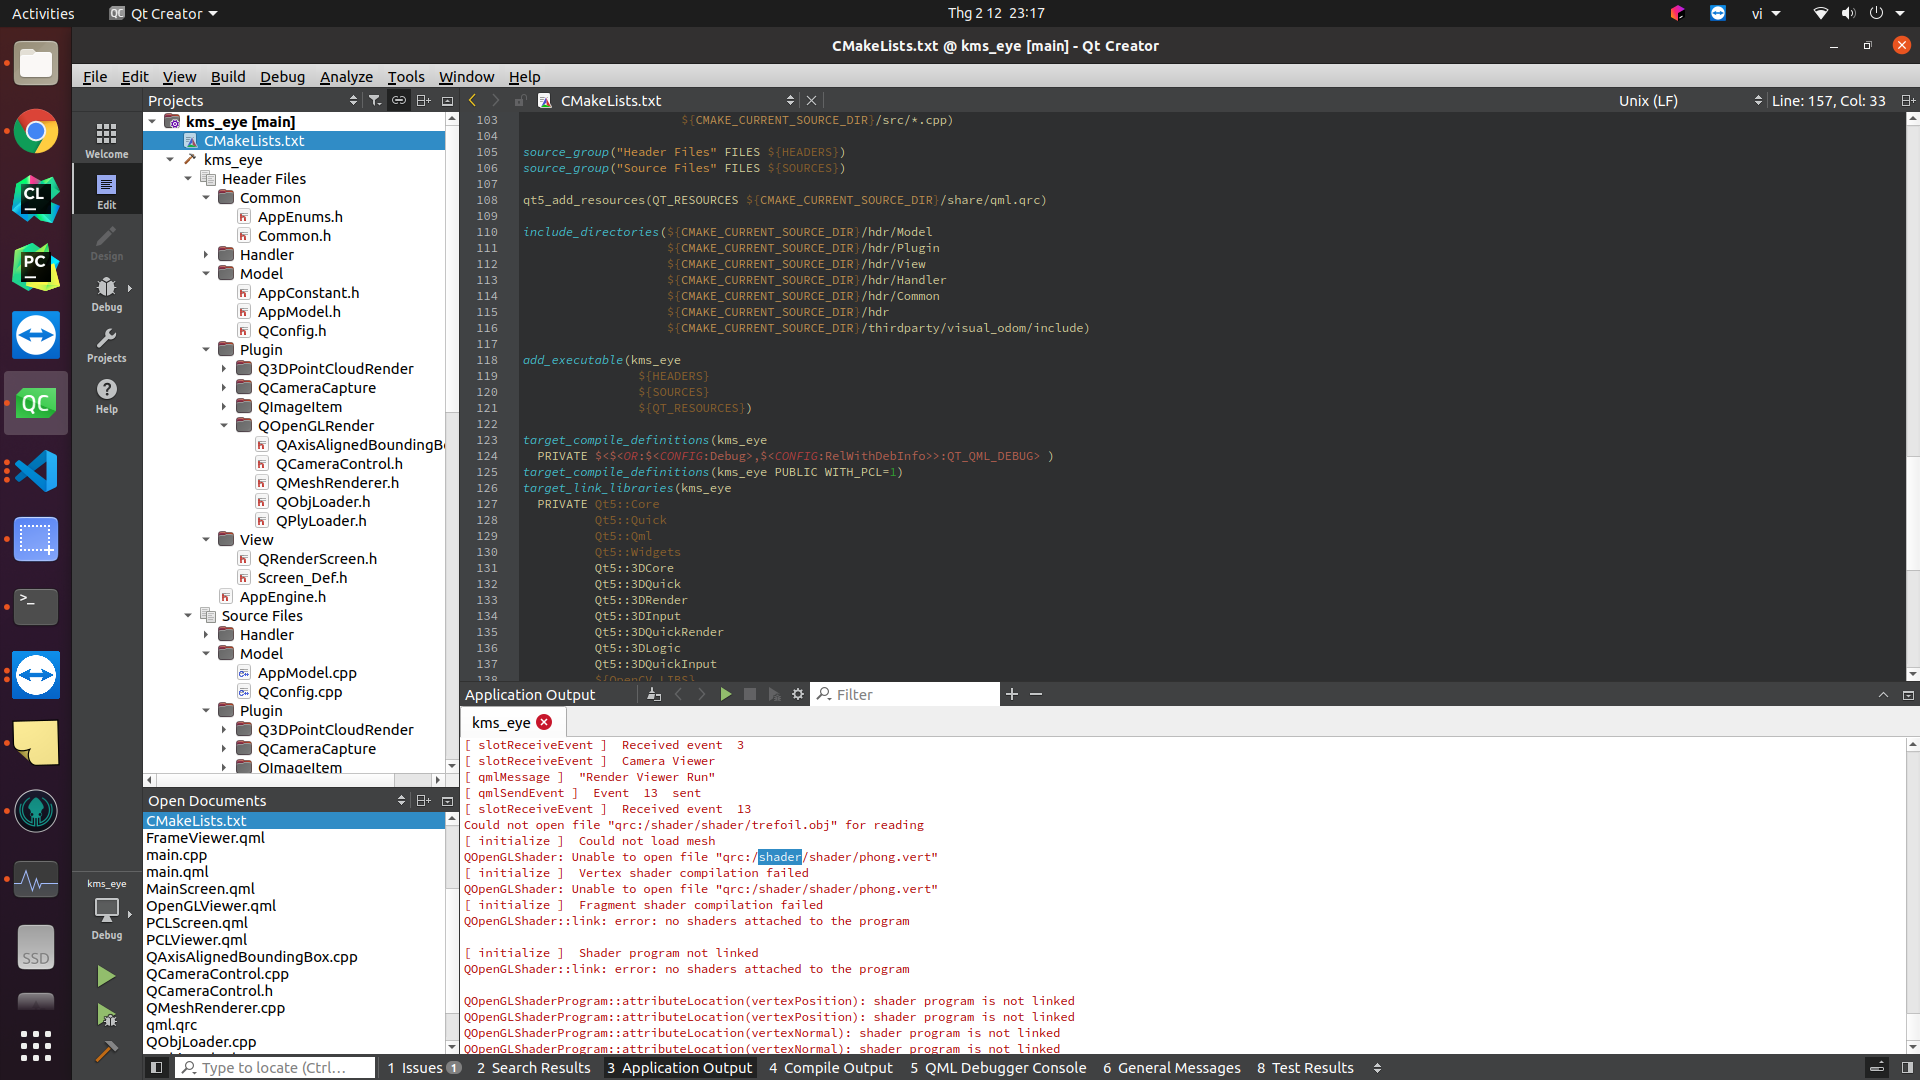 Activities
Qt Creator
Thg 2 12 23:17
vi
CMakeLists.txt @ kms_eye [main] - Qt Creator
File Edit View Build Debug Analyze Tools Window Help
Projects
CMakeLists.txt
Unix (LF)
Line: 157, Col: 33
Welcome
Edit
Design
Debug
Projects
Help
kms_eye
Debug
CL
PC
QC
SSD
kms_eye [main]
CMakeLists.txt
kms_eye
Header Files
Common
AppEnums.h
Common.h
Handler
Model
AppConstant.h
AppModel.h
QConfig.h
Plugin
Q3DPointCloudRender
QCameraCapture
QImageItem
QOpenGLRender
QAxisAlignedBoundingB
QCameraControl.h
QMeshRenderer.h
QObjLoader.h
QPlyLoader.h
View
QRenderScreen.h
Screen_Def.h
AppEngine.h
Source Files
Handler
Model
AppModel.cpp
QConfig.cpp
Plugin
Q3DPointCloudRender
QCameraCapture
QImageItem
Open Documents
CMakeLists.txt
FrameViewer.qml
main.cpp
main.qml
MainScreen.qml
OpenGLViewer.qml
PCLScreen.qml
PCLViewer.qml
QAxisAlignedBoundingBox.cpp
QCameraControl.cpp
QCameraControl.h
QMeshRenderer.cpp
qml.qrc
QObjLoader.cpp
103 ${CMAKE_CURRENT_SOURCE_DIR}/src/*.cpp)
104
105 source_group("Header Files" FILES ${HEADERS})
106 source_group("Source Files" FILES ${SOURCES})
107
108 qt5_add_resources(QT_RESOURCES ${CMAKE_CURRENT_SOURCE_DIR}/share/qml.qrc)
109
110 include_directories(${CMAKE_CURRENT_SOURCE_DIR}/hdr/Model
111 ${CMAKE_CURRENT_SOURCE_DIR}/hdr/Plugin
112 ${CMAKE_CURRENT_SOURCE_DIR}/hdr/View
113 ${CMAKE_CURRENT_SOURCE_DIR}/hdr/Handler
114 ${CMAKE_CURRENT_SOURCE_DIR}/hdr/Common
115 ${CMAKE_CURRENT_SOURCE_DIR}/hdr
116 ${CMAKE_CURRENT_SOURCE_DIR}/thirdparty/visual_odom/include)
117
118 add_executable(kms_eye
119 ${HEADERS}
120 ${SOURCES}
121 ${QT_RESOURCES})
122
123 target_compile_definitions(kms_eye
124 PRIVATE $<$<OR:$<CONFIG:Debug>,$<CONFIG:RelWithDebInfo>>:QT_QML_DEBUG> )
125 target_compile_definitions(kms_eye PUBLIC WITH_PCL=1)
126 target_link_libraries(kms_eye
127 PRIVATE Qt5::Core
128 Qt5::Quick
129 Qt5::Qml
130 Qt5::Widgets
131 Qt5::3DCore
132 Qt5::3DQuick
133 Qt5::3DRender
134 Qt5::3DInput
135 Qt5::3DQuickRender
136 Qt5::3DLogic
137 Qt5::3DQuickInput
138 ${OpenCV_LIBS}
Application Output
Filter
kms_eye
[ slotReceiveEvent ] Received event 3
[ slotReceiveEvent ] Camera Viewer
[ qmlMessage ] "Render Viewer Run"
[ qmlSendEvent ] Event 13 sent
[ slotReceiveEvent ] Received event 13
Could not open file "qrc:/shader/shader/trefoil.obj" for reading
[ initialize ] Could not load mesh
QOpenGLShader: Unable to open file "qrc:/shader/shader/phong.vert"
[ initialize ] Vertex shader compilation failed
QOpenGLShader: Unable to open file "qrc:/shader/shader/phong.vert"
[ initialize ] Fragment shader compilation failed
QOpenGLShader::link: error: no shaders attached to the program
[ initialize ] Shader program not linked
QOpenGLShader::link: error: no shaders attached to the program
QOpenGLShaderProgram::attributeLocation(vertexPosition): shader program is not linked
QOpenGLShaderProgram::attributeLocation(vertexPosition): shader program is not linked
QOpenGLShaderProgram::attributeLocation(vertexNormal): shader program is not linked
QOpenGLShaderProgram::attributeLocation(vertexNormal): shader program is not linked
Type to locate (Ctrl...
1 Issues 1
2 Search Results
3 Application Output
4 Compile Output
5 QML Debugger Console
6 General Messages
8 Test Results